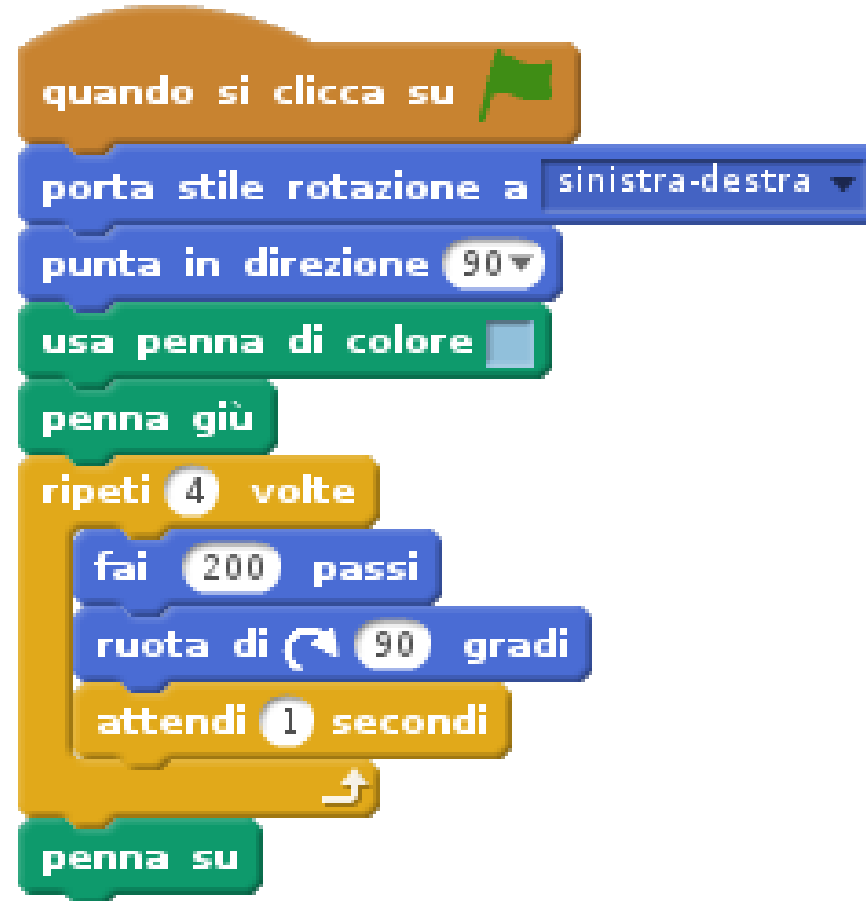 quando si clicca su
porta stile rotazione a sinistra-destra
punta in direzione 90
usa penna di colore
penna giù
ripeti 4 volte
fai 200 passi
ruota di 90 gradi
attendi 1 secondi
penna su